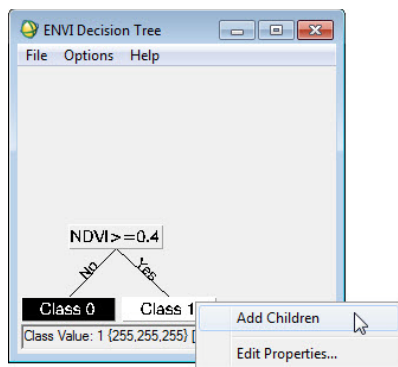 ENVI Decision Tree
File Options Help
NDVI>=0.4
No Yes
Class 0 Class 1
Class Value: 1 {255,255,255} [
Add Children
Edit Properties...